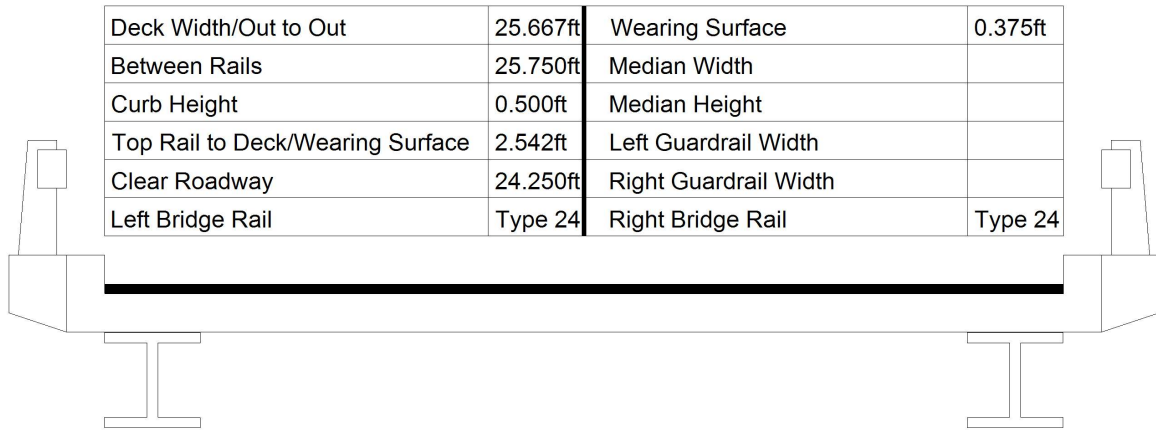 Deck Width/Out to Out 25.667ft Wearing Surface 0.375ft
Between Rails 25.750ft Median Width
Curb Height 0.500ft Median Height
Top Rail to Deck/Wearing Surface 2.542ft Left Guardrail Width
Clear Roadway 24.250ft Right Guardrail Width
Left Bridge Rail Type 24 Right Bridge Rail Type 24